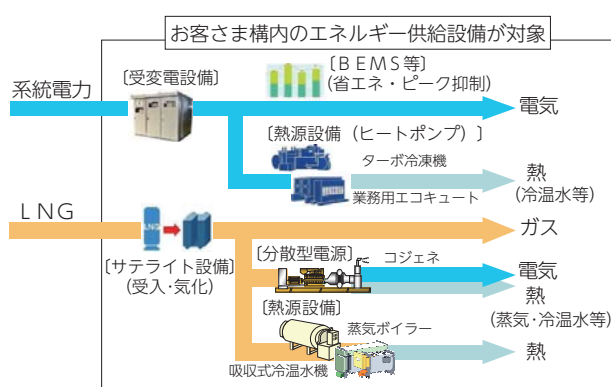 お客さま構内のエネルギー供給設備が対象
〔受変電設備〕
〔ＢＥＭＳ等〕
(省エネ・ピーク抑制)
系統電力
電気
〔熱源設備（ヒートポンプ）〕
ターボ冷凍機
熱
業務用エコキュート
(冷温水等)
ＬＮＧ
ガス
LNG
〔サテライト設備〕
(受入・気化)
〔分散型電源〕
コジェネ
電気
熱
(蒸気・冷温水等)
〔熱源設備〕
蒸気ボイラー
熱
吸収式冷温水機